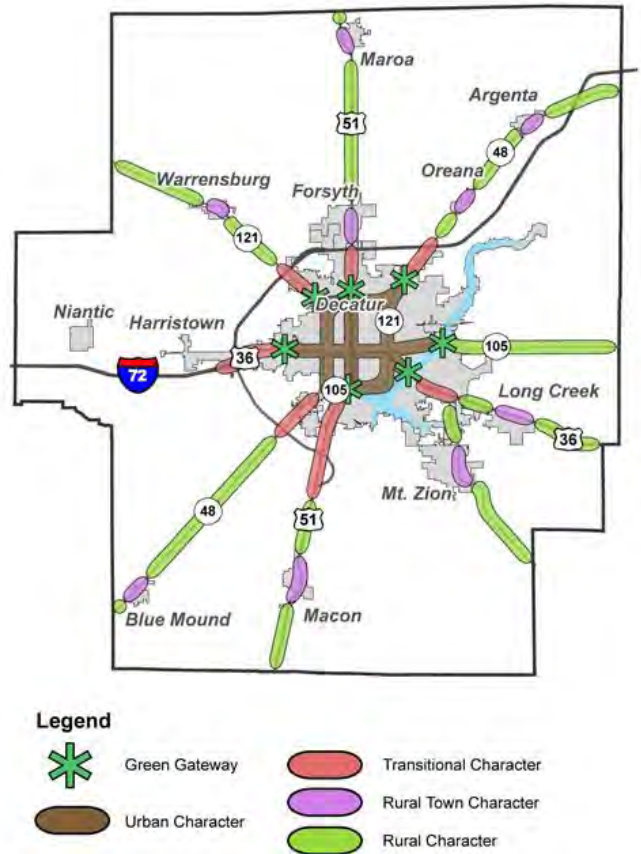 Maroa
Argenta
51
48
Oreana
Warrensburg
Forsyth
121
Decatur
Niantic
Harristown
121
36
105
72
105
Long Creek
36
48
Mt. Zion
51
Blue Mound
Macon
Legend
Green Gateway
Transitional Character
Rural Town Character
Urban Character
Rural Character